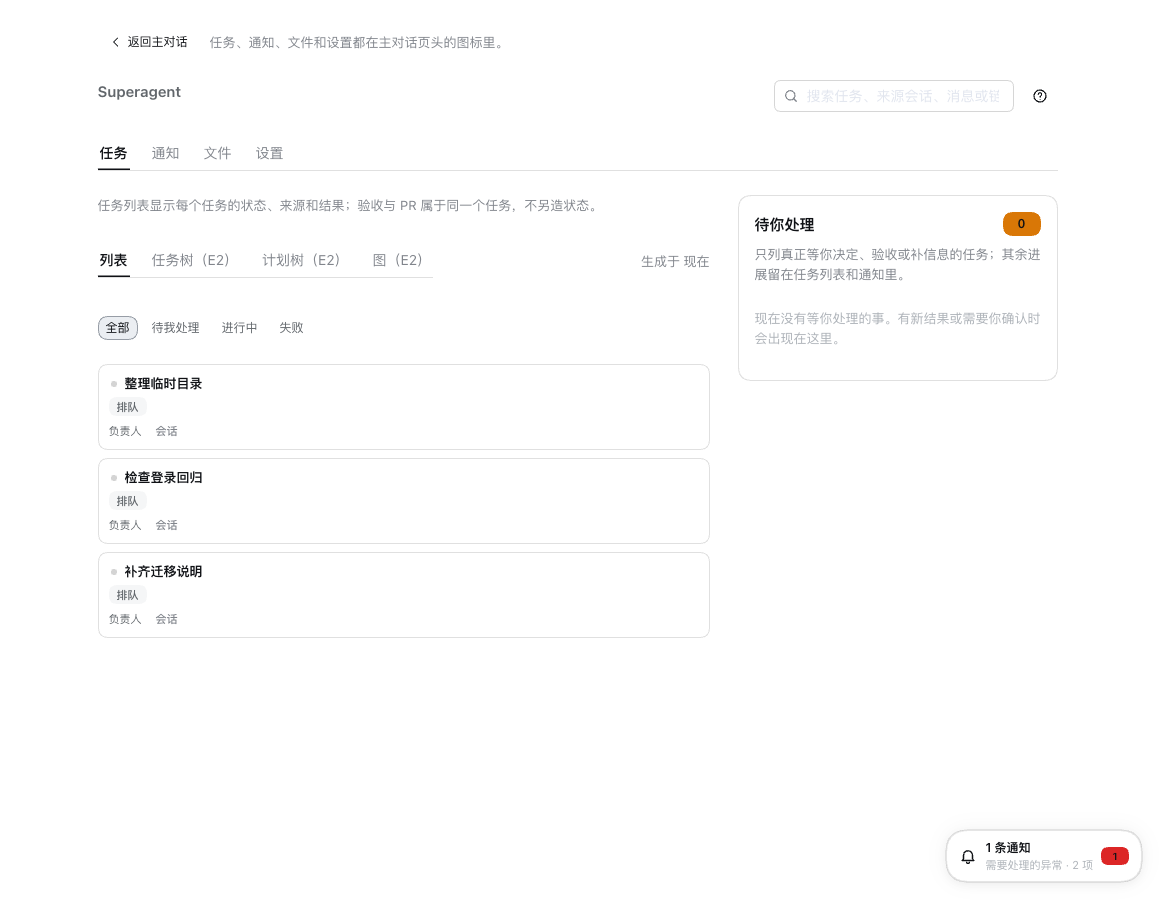 返回主对话
任务、通知、文件和设置都在主对话页头的图标里。
Superagent
搜索任务、来源会话、消息或链
任务
通知
文件
设置
任务列表显示每个任务的状态、来源和结果；验收与 PR 属于同一个任务，不另造状态。
列表
任务树（E2）
计划树（E2）
图（E2）
生成于 现在
全部
待我处理
进行中
失败
整理临时目录
排队
负责人 会话
检查登录回归
排队
负责人 会话
补齐迁移说明
排队
负责人 会话
待你处理
0
只列真正等你决定、验收或补信息的任务；其余进
展留在任务列表和通知里。
现在没有等你处理的事。有新结果或需要你确认时
会出现在这里。
1 条通知
需要处理的异常 · 2 项
1